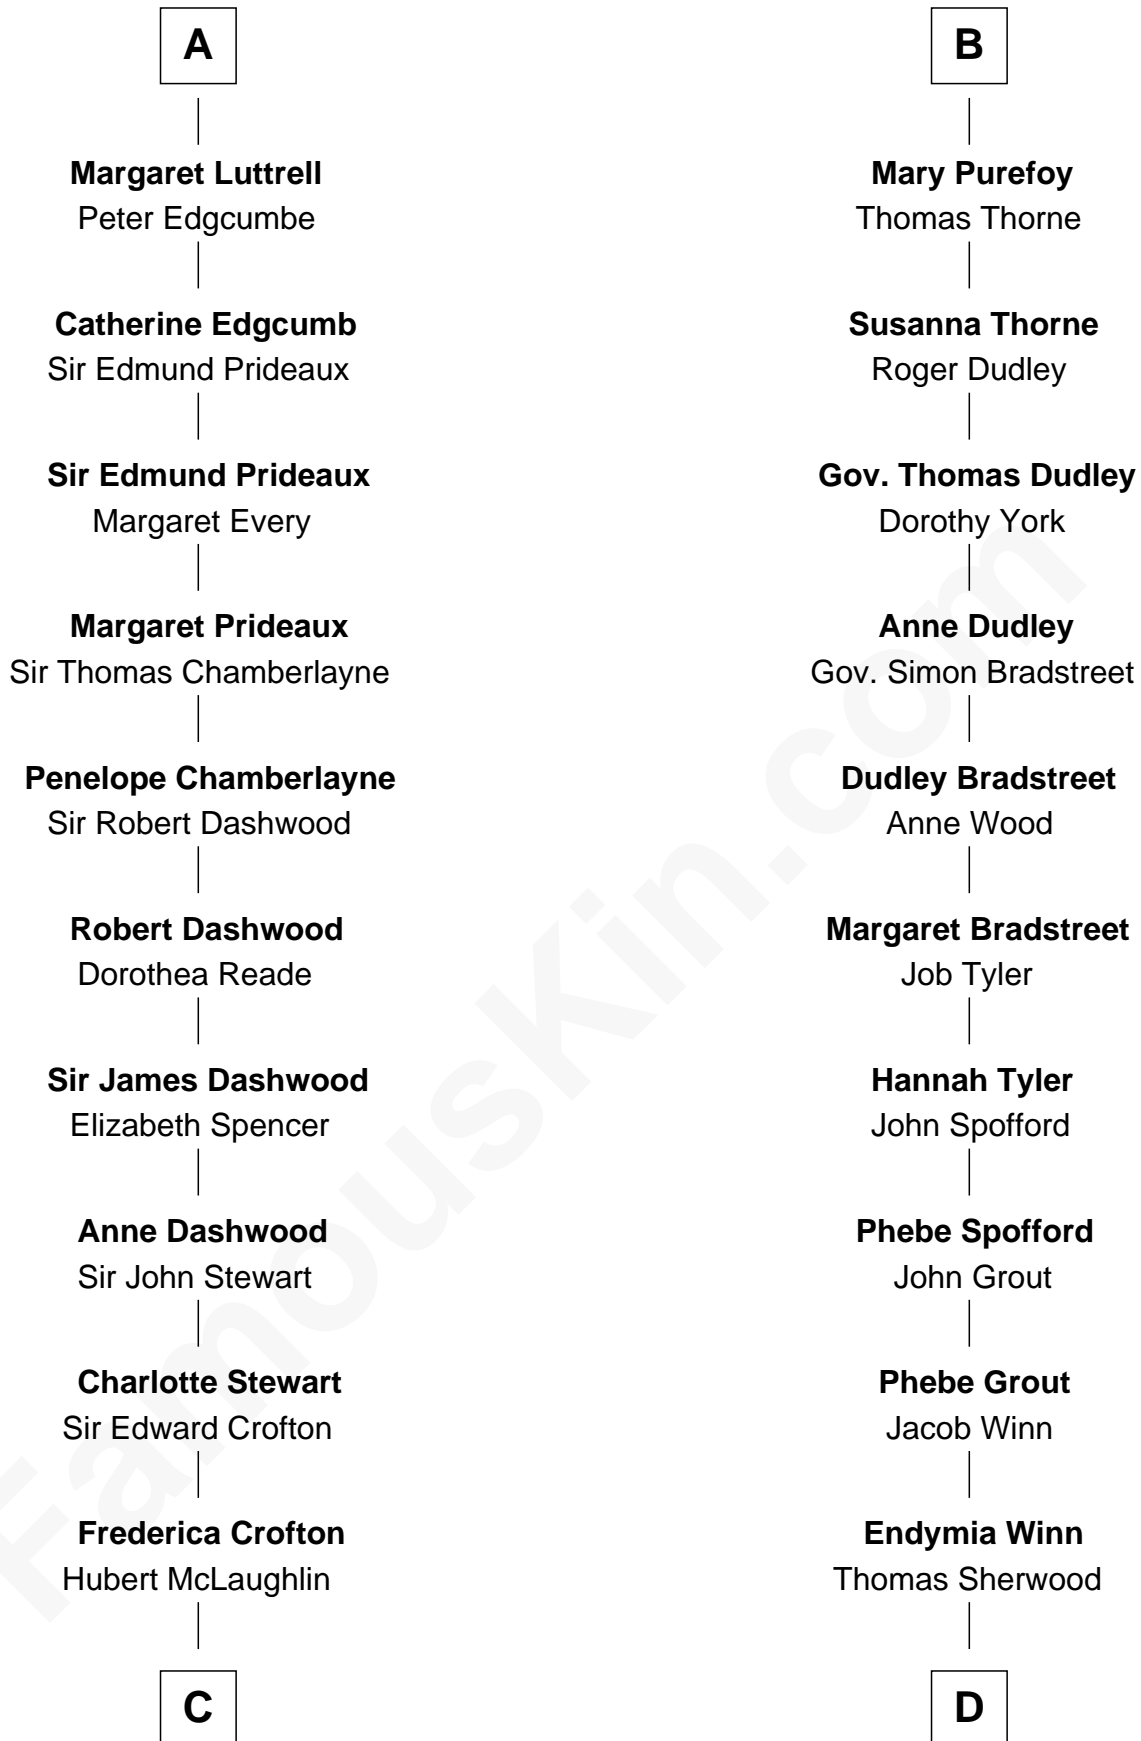 A
Margaret Luttrell
Peter Edgcumbe
Catherine Edgcumb
Sir Edmund Prideaux
Sir Edmund Prideaux
Margaret Every
Margaret Prideaux
Sir Thomas Chamberlayne
Penelope Chamberlayne
Sir Robert Dashwood
Robert Dashwood
Dorothea Reade
Sir James Dashwood
Elizabeth Spencer
Anne Dashwood
Sir John Stewart
Charlotte Stewart
Sir Edward Crofton
Frederica Crofton
Hubert McLaughlin
C
B
Mary Purefoy
Thomas Thorne
Susanna Thorne
Roger Dudley
Gov. Thomas Dudley
Dorothy York
Anne Dudley
Gov. Simon Bradstreet
Dudley Bradstreet
Anne Wood
Margaret Bradstreet
Job Tyler
Hannah Tyler
John Spofford
Phebe Spofford
John Grout
Phebe Grout
Jacob Winn
Endymia Winn
Thomas Sherwood
D
FamousKin.com